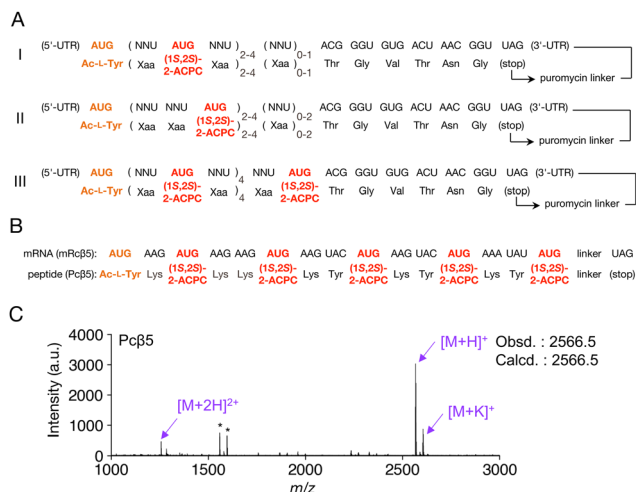 A
I
(5'-UTR) AUG (NNU AUG NNU)2-4 (NNU)0-1 ACG GGU GUG ACU AAC GGU UAG (3'-UTR)
Ac-L-Tyr (Xaa (1S,2S)-2-ACPC Xaa)2-4 (Xaa)0-1 Thr Gly Val Thr Asn Gly (stop)
puromycin linker
II
(5'-UTR) AUG (NNU NNU AUG)2-4 (NNU)0-2 ACG GGU GUG ACU AAC GGU UAG (3'-UTR)
Ac-L-Tyr (Xaa Xaa (1S,2S)-2-ACPC)2-4 (Xaa)0-2 Thr Gly Val Thr Asn Gly (stop)
puromycin linker
III
(5'-UTR) AUG (NNU AUG NNU)4 NNU AUG ACG GGU GUG ACU AAC GGU UAG (3'-UTR)
Ac-L-Tyr (Xaa (1S,2S)-2-ACPC Xaa)4 Xaa (1S,2S)-2-ACPC Thr Gly Val Thr Asn Gly (stop)
puromycin linker
B
mRNA (mRcβ5): AUG AAG AUG AAG AAG AUG AAG UAC AUG AAG UAC AUG AAA UAU AUG linker UAG
peptide (Pcβ5): Ac-L-Tyr Lys (1S,2S)-2-ACPC Lys Lys (1S,2S)-2-ACPC Lys Tyr (1S,2S)-2-ACPC Lys Tyr (1S,2S)-2-ACPC Lys Tyr (1S,2S)-2-ACPC linker (stop)
C
Pcβ5
[M+H]+
Obsd. : 2566.5
Calcd. : 2566.5
[M+2H]2+
* *
[M+K]+
Intensity (a.u.)
4000
3000
2000
1000
0
1000 1500 2000 2500 3000
m/z